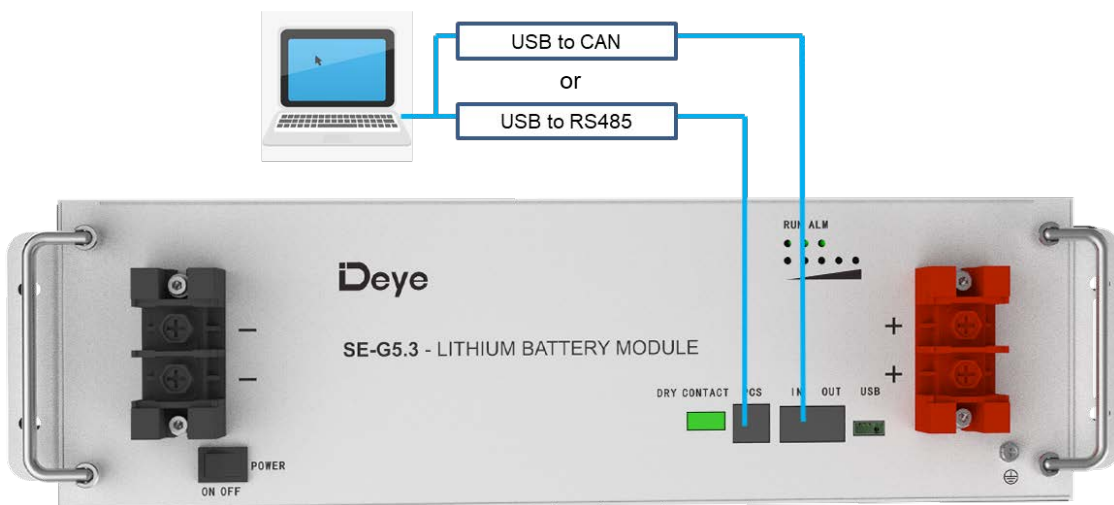 USB to CAN
or
USB to RS485
RUN ALM
Deye
SE-G5.3 - LITHIUM BATTERY MODULE
DRY CONTACT PCS IN OUT USB
POWER
ON OFF